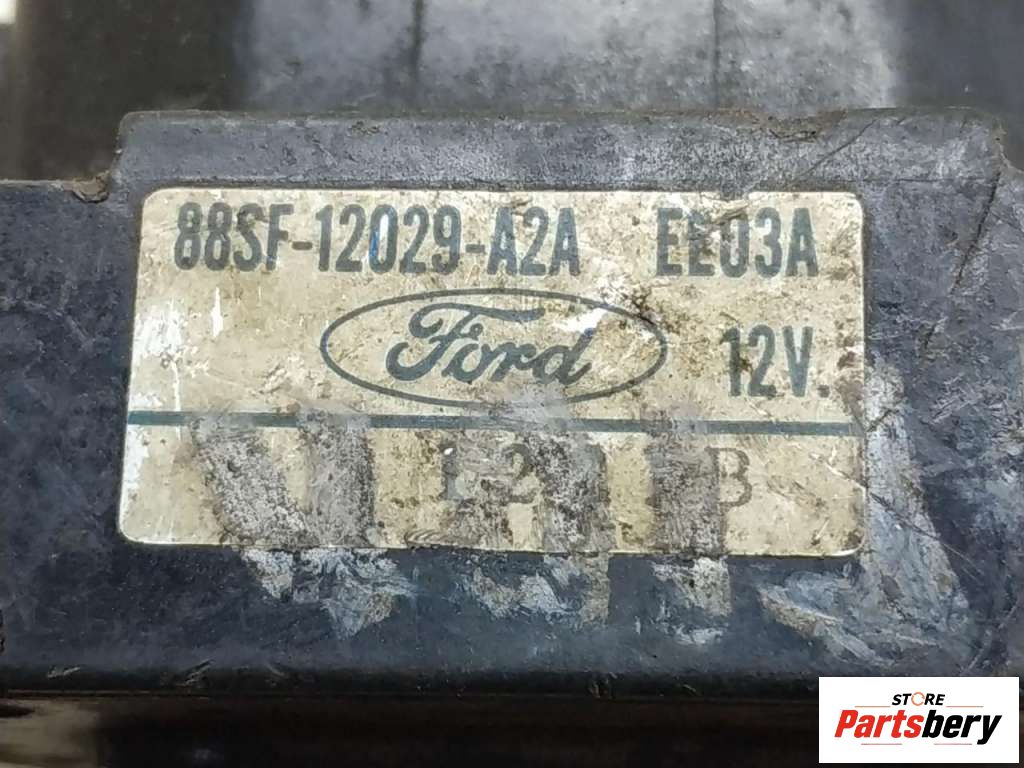 88SF-12029-A2A EE03A
Ford
12V.
STORE
Partsbery